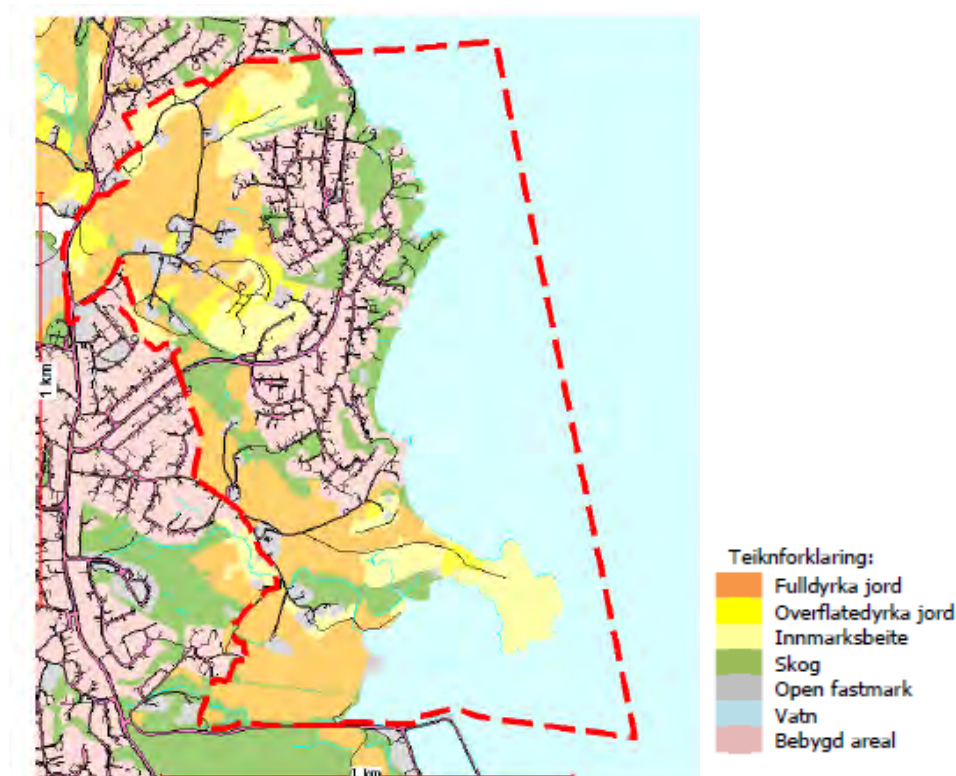 1 km
Teiknforklaring:
Fulldyrka jord
Overflatedyrka jord
Innmarksbeite
Skog
Open fastmark
Vatn
Bebygd areal
1 km